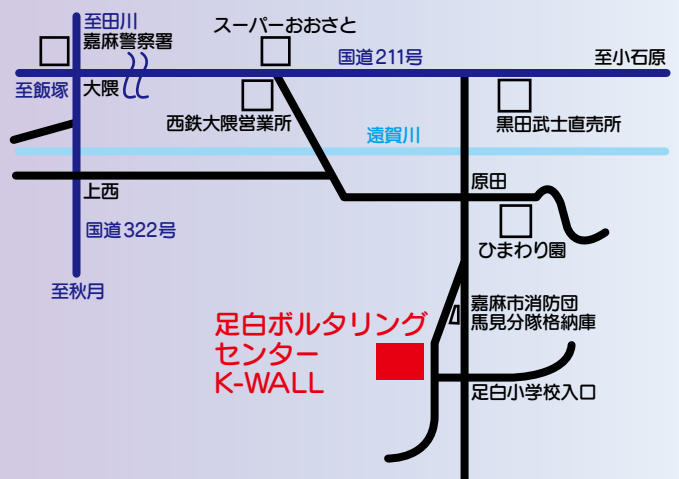 至田川
嘉麻警察署
スーパーおおさと
国道211号
至小石原
至飯塚
大隈
西鉄大隈営業所
黒田武士直売所
遠賀川
上西
原田
国道322号
ひまわり園
至秋月
嘉麻市消防団
馬見分隊格納庫
足白ボルタリング
センター
K-WALL
足白小学校入口